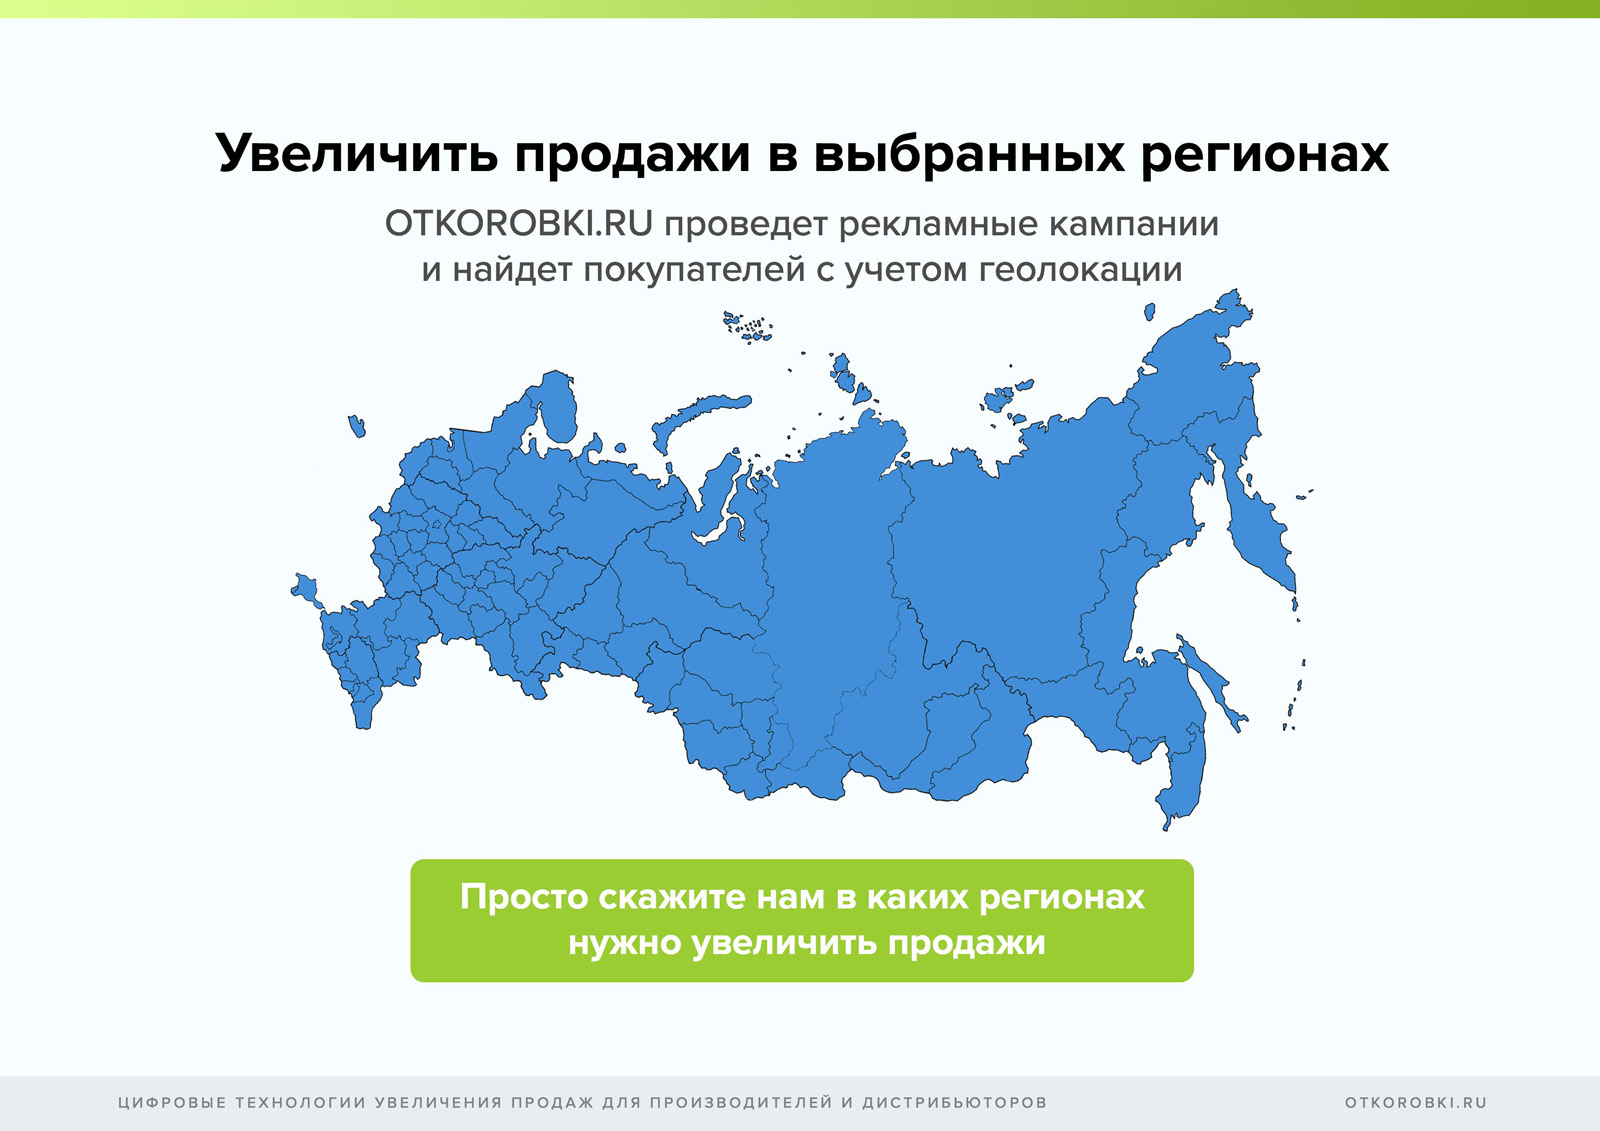 Увеличить продажи в выбранных регионах
OTKOROBKI.RU проведет рекламные кампании
и найдет покупателей с учетом геолокации
Просто скажите нам в каких регионах
нужно увеличить продажи
ЦИФРОВЫЕ ТЕХНОЛОГИИ УВЕЛИЧЕНИЯ ПРОДАЖ ДЛЯ ПРОИЗВОДИТЕЛЕЙ И ДИСТРИБЬЮТОРОВ
OTKOROBKI.RU